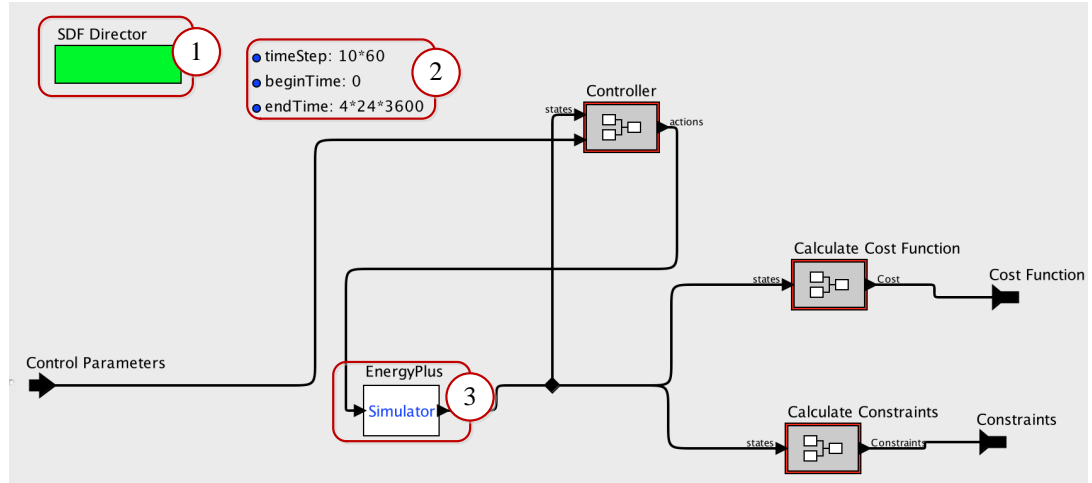 SDF Director
1
timeStep: 10*60
beginTime: 0
endTime: 4*24*3600
2
Controller
states
actions
Calculate Cost Function
states
Cost
Cost Function
Control Parameters
EnergyPlus
Simulator
3
Calculate Constraints
states
Constraints
Constraints